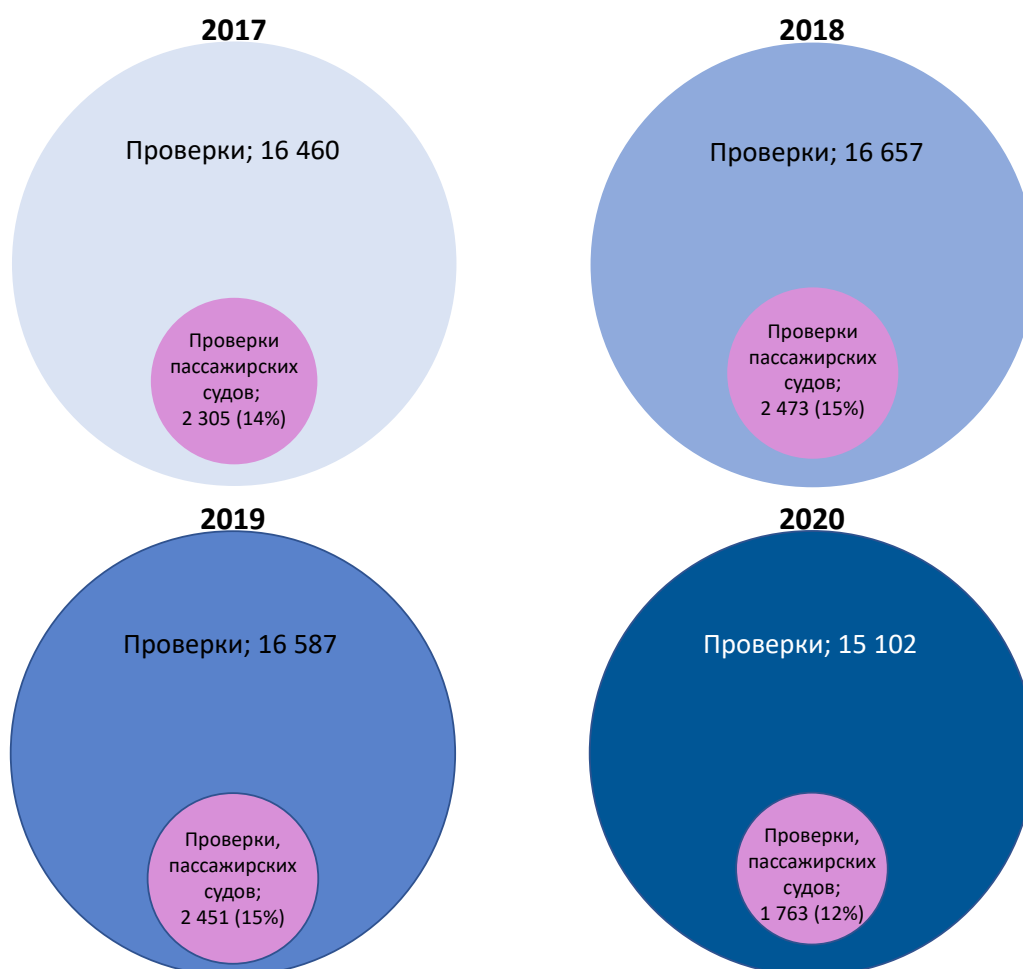 2017
Проверки; 16 460
Проверки
пассажирских
судов;
2 305 (14%)
2018
Проверки; 16 657
Проверки
пассажирских
судов;
2 473 (15%)
2019
Проверки; 16 587
Проверки,
пассажирских
судов;
2 451 (15%)
2020
Проверки; 15 102
Проверки,
пассажирских
судов;
1 763 (12%)